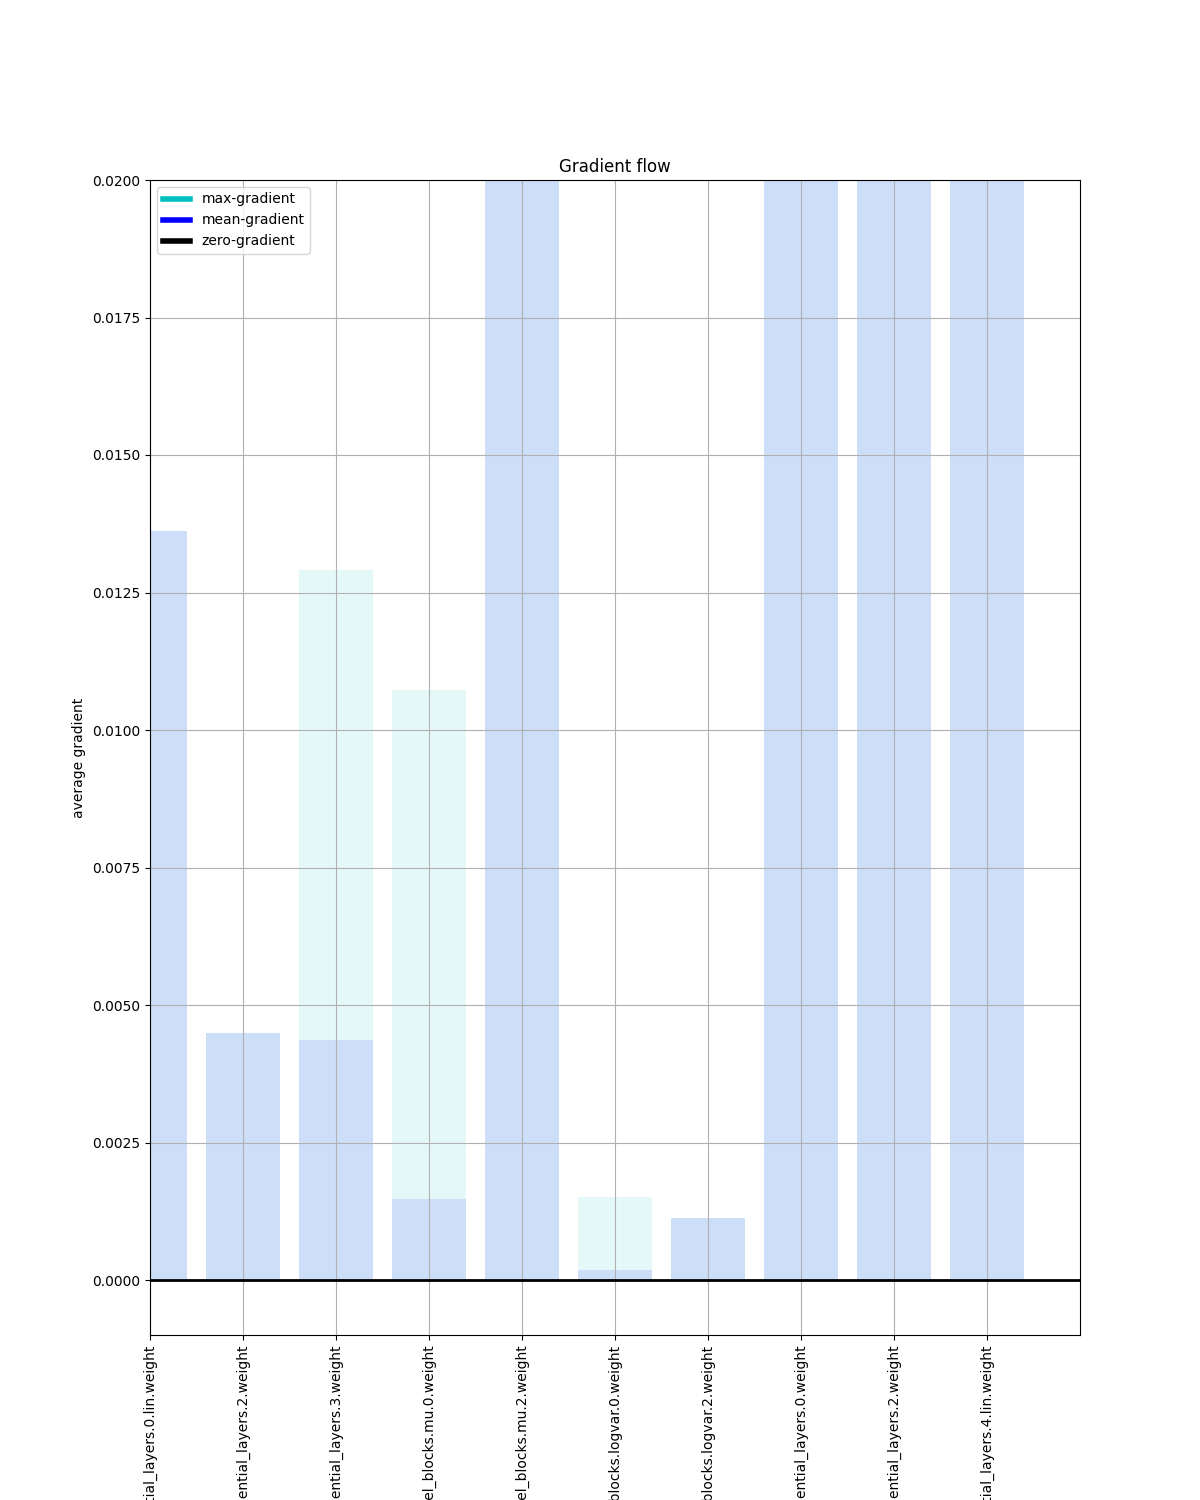 Gradient flow
max-gradient
mean-gradient
zero-gradient
0.0200
0.0175
0.0150
0.0125
0.0100
0.0075
0.0050
0.0025
0.0000
average gradient
tial_layers.0.lin.weight
ential_layers.2.weight
ential_layers.3.weight
el_blocks.mu.0.weight
el_blocks.mu.2.weight
blocks.logvar.0.weight
blocks.logvar.2.weight
ential_layers.0.weight
ential_layers.2.weight
tial_layers.4.lin.weight